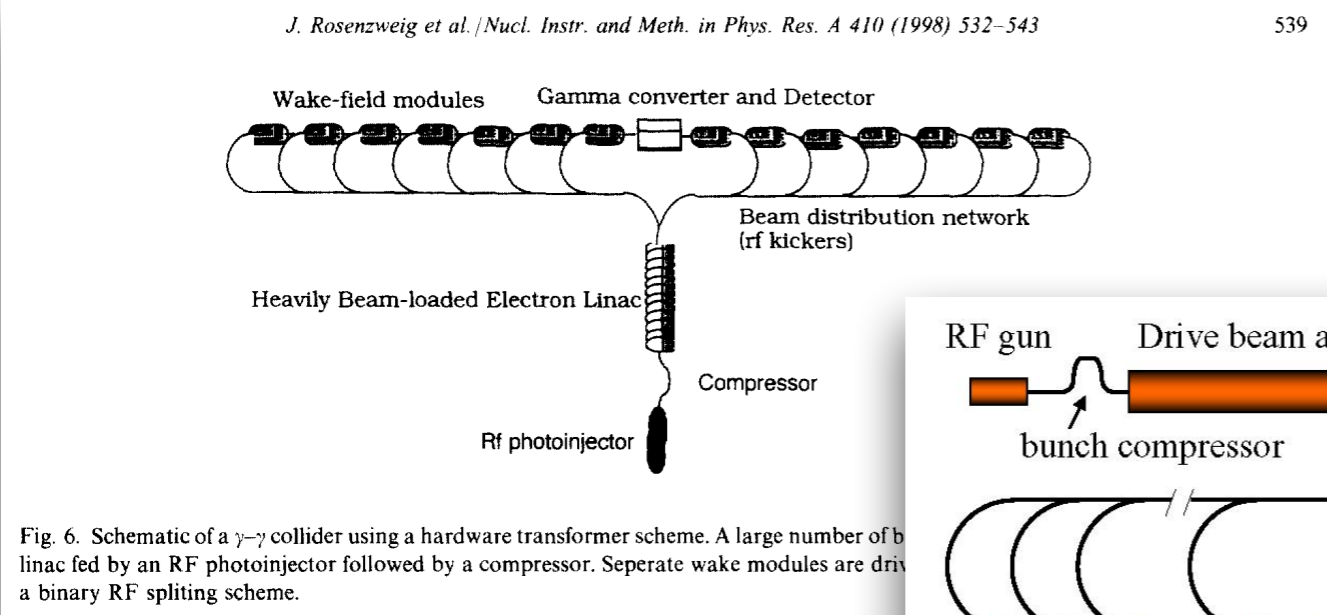 J. Rosenzweig et al. / Nucl. Instr. and Meth. in Phys. Res. A 410 (1998) 532–543 539
Wake-field modules Gamma converter and Detector
Beam distribution network
(rf kickers)
Heavily Beam-loaded Electron Linac
Compressor
Rf photoinjector
RF gun Drive beam a
bunch compressor
Fig. 6. Schematic of a γ–γ collider using a hardware transformer scheme. A large number of b
linac fed by an RF photoinjector followed by a compressor. Seperate wake modules are driv
a binary RF spliting scheme.